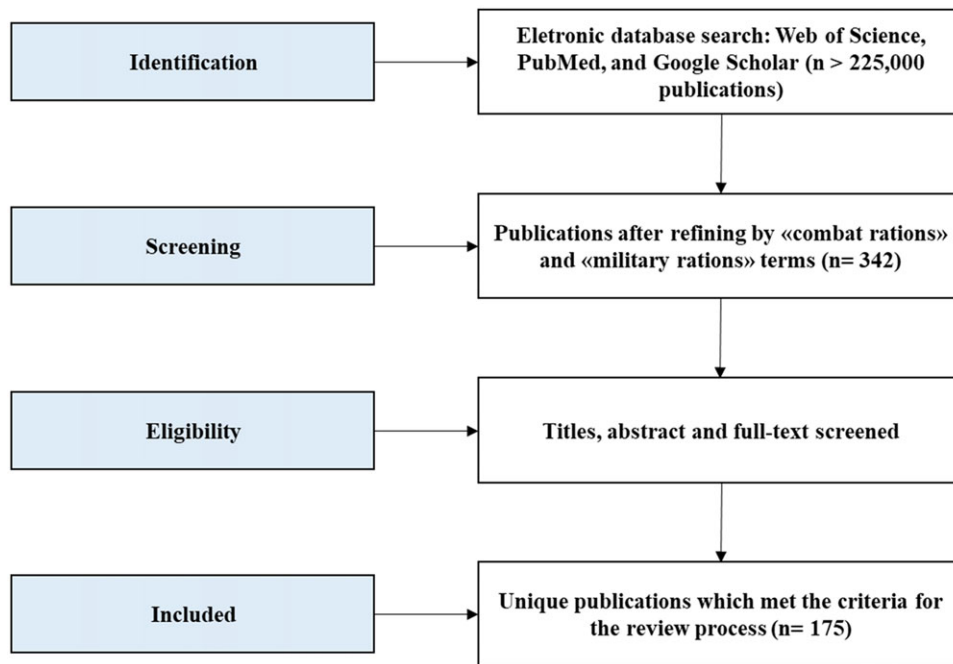 Identification
Eletronic database search: Web of Science,
PubMed, and Google Scholar (n > 225,000
publications)
Screening
Publications after refining by «combat rations»
and «military rations» terms (n= 342)
Eligibility
Titles, abstract and full-text screened
Included
Unique publications which met the criteria for
the review process (n= 175)